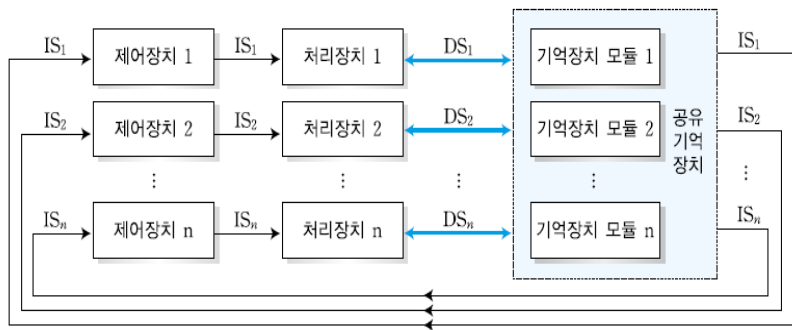 IS₁ 제어장치 1 IS₁ 처리장치 1 DS₁ 기억장치 모듈 1 IS₁
IS₂ 제어장치 2 IS₂ 처리장치 2 DS₂ 기억장치 모듈 2 IS₂
공유
기억
장치
⋮ ⋮ ⋮ ⋮ ⋮
ISₙ 제어장치 n ISₙ 처리장치 n DSₙ 기억장치 모듈 n ISₙ